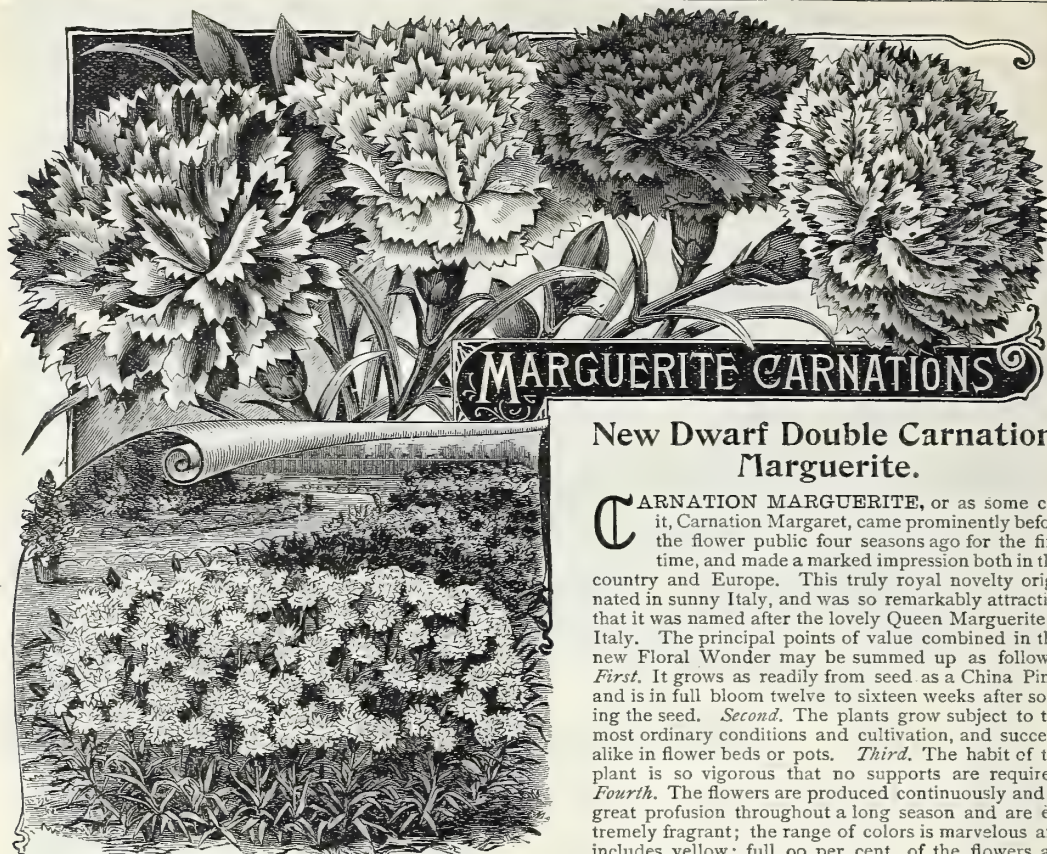 MARGUERITE CARNATIONS
New Dwarf Double Carnation
Marguerite.
CARNATION MARGUERITE, or as some c
it, Carnation Margaret, came prominently befo
the flower public four seasons ago for the fi
time, and made a marked impression both in th
country and Europe. This truly royal novelty orig
nated in sunny Italy, and was so remarkably attracti
that it was named after the lovely Queen Marguerite
Italy. The principal points of value combined in th
new Floral Wonder may be summed up as follow
First. It grows as readily from seed as a China Pin
and is in full bloom twelve to sixteen weeks after so
ing the seed. Second. The plants grow subject to t
most ordinary conditions and cultivation, and succe
alike in flower beds or pots. Third. The habit of t
plant is so vigorous that no supports are require
Fourth. The flowers are produced continuously and
great profusion throughout a long season and are e
tremely fragrant; the range of colors is marvelous a
includes yellow; full per cent. of the flowers a